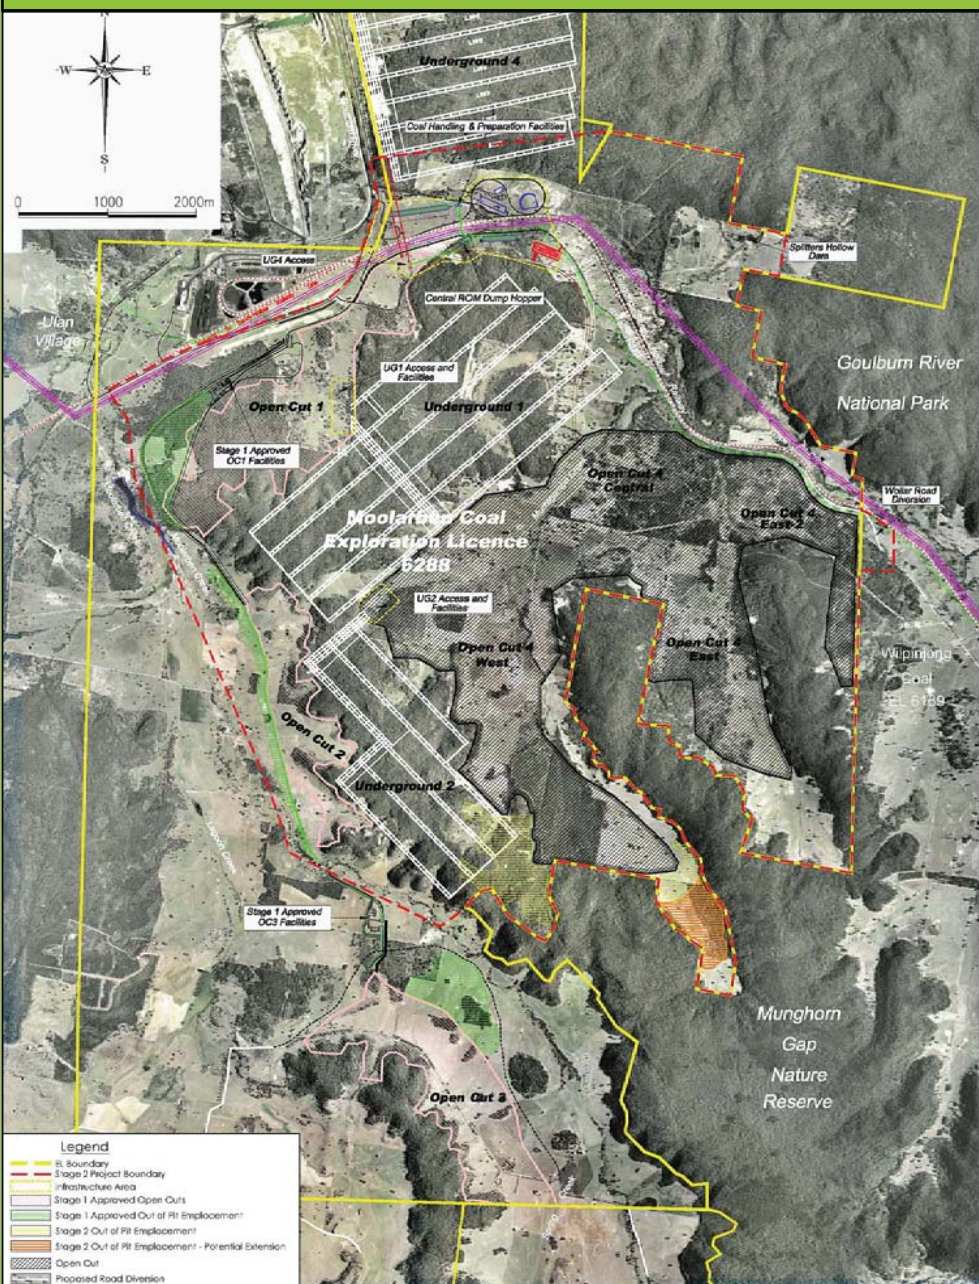 N
W
E
S
0
1000
2000m
Underground 4
Coal Handling & Preparation Facilities
Splitters Hollow
Dam
UG4 Access
Central ROM Dump Hopper
Ulan
Village
Goulburn River
National Park
UG1 Access and
Facilities
Open Cut 1
Underground 1
Stage 1 Approved
OC1 Facilities
Open Cut 4
Central
Wollar Road
Diversion
Open Cut 4
East 2
Moolarben Coal
Exploration Licence
6288
UG2 Access and
Facilities
Open Cut 4
West
Open Cut 4
East
Wilpinjong
Coal
EL 6169
Open Cut 2
Underground 2
Stage 1 Approved
OC3 Facilities
Munghorn
Gap
Nature
Reserve
Open Cut 3
Legend
EL Boundary
Stage 2 Project Boundary
Infrastructure Area
Stage 1 Approved Open Cuts
Stage 1 Approved Out of Pit Emplacement
Stage 2 Out of Pit Emplacement
Stage 2 Out of Pit Emplacement - Potential Extension
Open Cut
Proposed Road Diversion